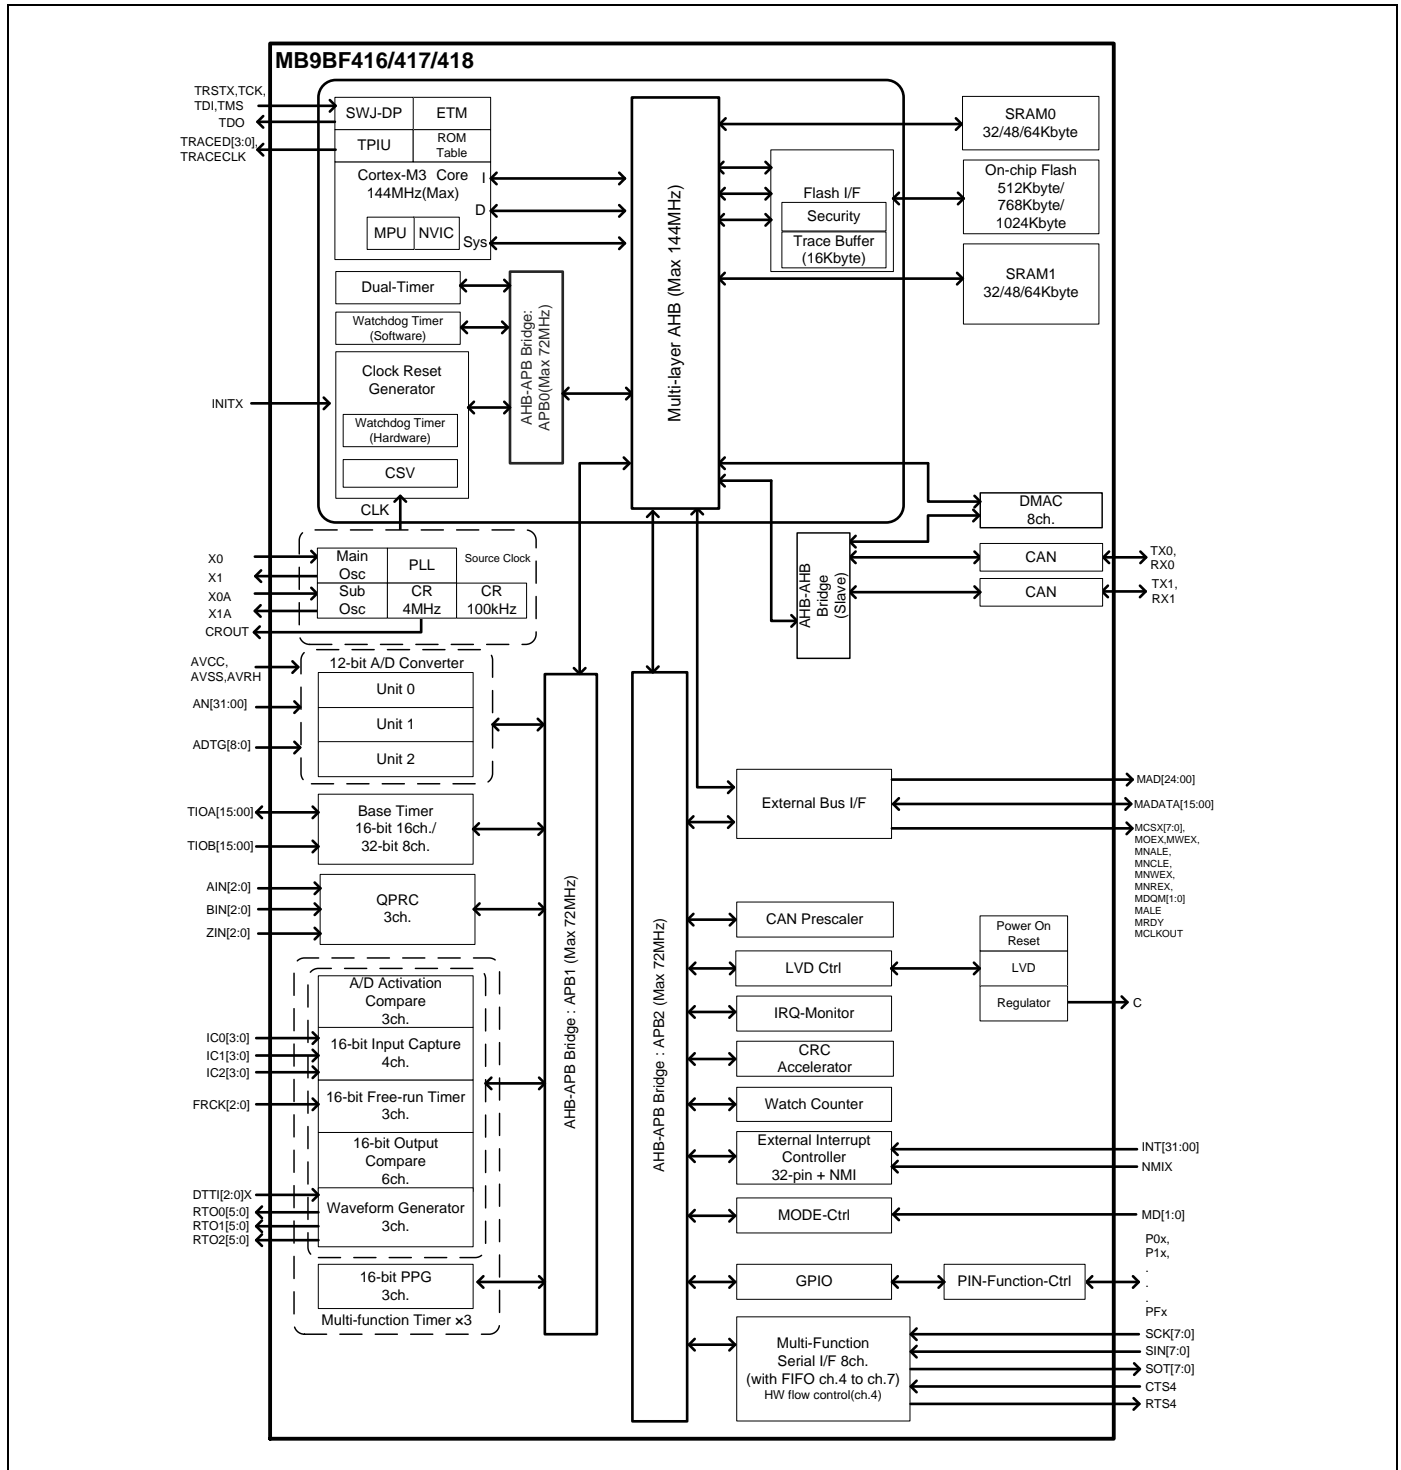 MB9BF416/417/418
TRSTX,TCK,
TDI,TMS
TDO
TRACED[3:0],
TRACECLK
SWJ-DP
ETM
TPIU
ROM
Table
Cortex-M3 Core
144MHz(Max)
I
D
Sys
MPU
NVIC
Dual-Timer
Watchdog Timer
(Software)
Clock Reset
Generator
Watchdog Timer
(Hardware)
CSV
CLK
INITX
AHB-APB Bridge:
APB0(Max 72MHz)
Multi-layer AHB (Max 144MHz)
Flash I/F
Security
Trace Buffer
(16Kbyte)
SRAM0
32/48/64Kbyte
On-chip Flash
512Kbyte/
768Kbyte/
1024Kbyte
SRAM1
32/48/64Kbyte
DMAC
8ch.
CAN
TX0,
RX0
CAN
TX1,
RX1
AHB-AHB
Bridge
(Slave)
X0
X1
X0A
X1A
CROUT
Main
Osc
PLL
Source Clock
Sub
Osc
CR
4MHz
CR
100kHz
AVCC,
AVSS,AVRH
AN[31:00]
ADTG[8:0]
12-bit A/D Converter
Unit 0
Unit 1
Unit 2
TIOA[15:00]
TIOB[15:00]
Base Timer
16-bit 16ch./
32-bit 8ch.
AIN[2:0]
BIN[2:0]
ZIN[2:0]
QPRC
3ch.
A/D Activation
Compare
3ch.
IC0[3:0]
IC1[3:0]
IC2[3:0]
16-bit Input Capture
4ch.
FRCK[2:0]
16-bit Free-run Timer
3ch.
16-bit Output
Compare
6ch.
DTTI[2:0]X
RTO0[5:0]
RTO1[5:0]
RTO2[5:0]
Waveform Generator
3ch.
16-bit PPG
3ch.
Multi-function Timer ×3
AHB-APB Bridge : APB1 (Max 72MHz)
AHB-APB Bridge : APB2 (Max 72MHz)
External Bus I/F
MAD[24:00]
MADATA[15:00]
MCSX[7:0],
MOEX,MWEX,
MNALE,
MNCLE,
MNWEX,
MNREX,
MDQM[1:0]
MALE
MRDY
MCLKOUT
CAN Prescaler
LVD Ctrl
Power On
Reset
LVD
Regulator
C
IRQ-Monitor
CRC
Accelerator
Watch Counter
External Interrupt
Controller
32-pin + NMI
INT[31:00]
NMIX
MODE-Ctrl
MD[1:0]
GPIO
PIN-Function-Ctrl
P0x,
P1x,
.
.
.
PFx
Multi-Function
Serial I/F 8ch.
(with FIFO ch.4 to ch.7)
HW flow control(ch.4)
SCK[7:0]
SIN[7:0]
SOT[7:0]
CTS4
RTS4